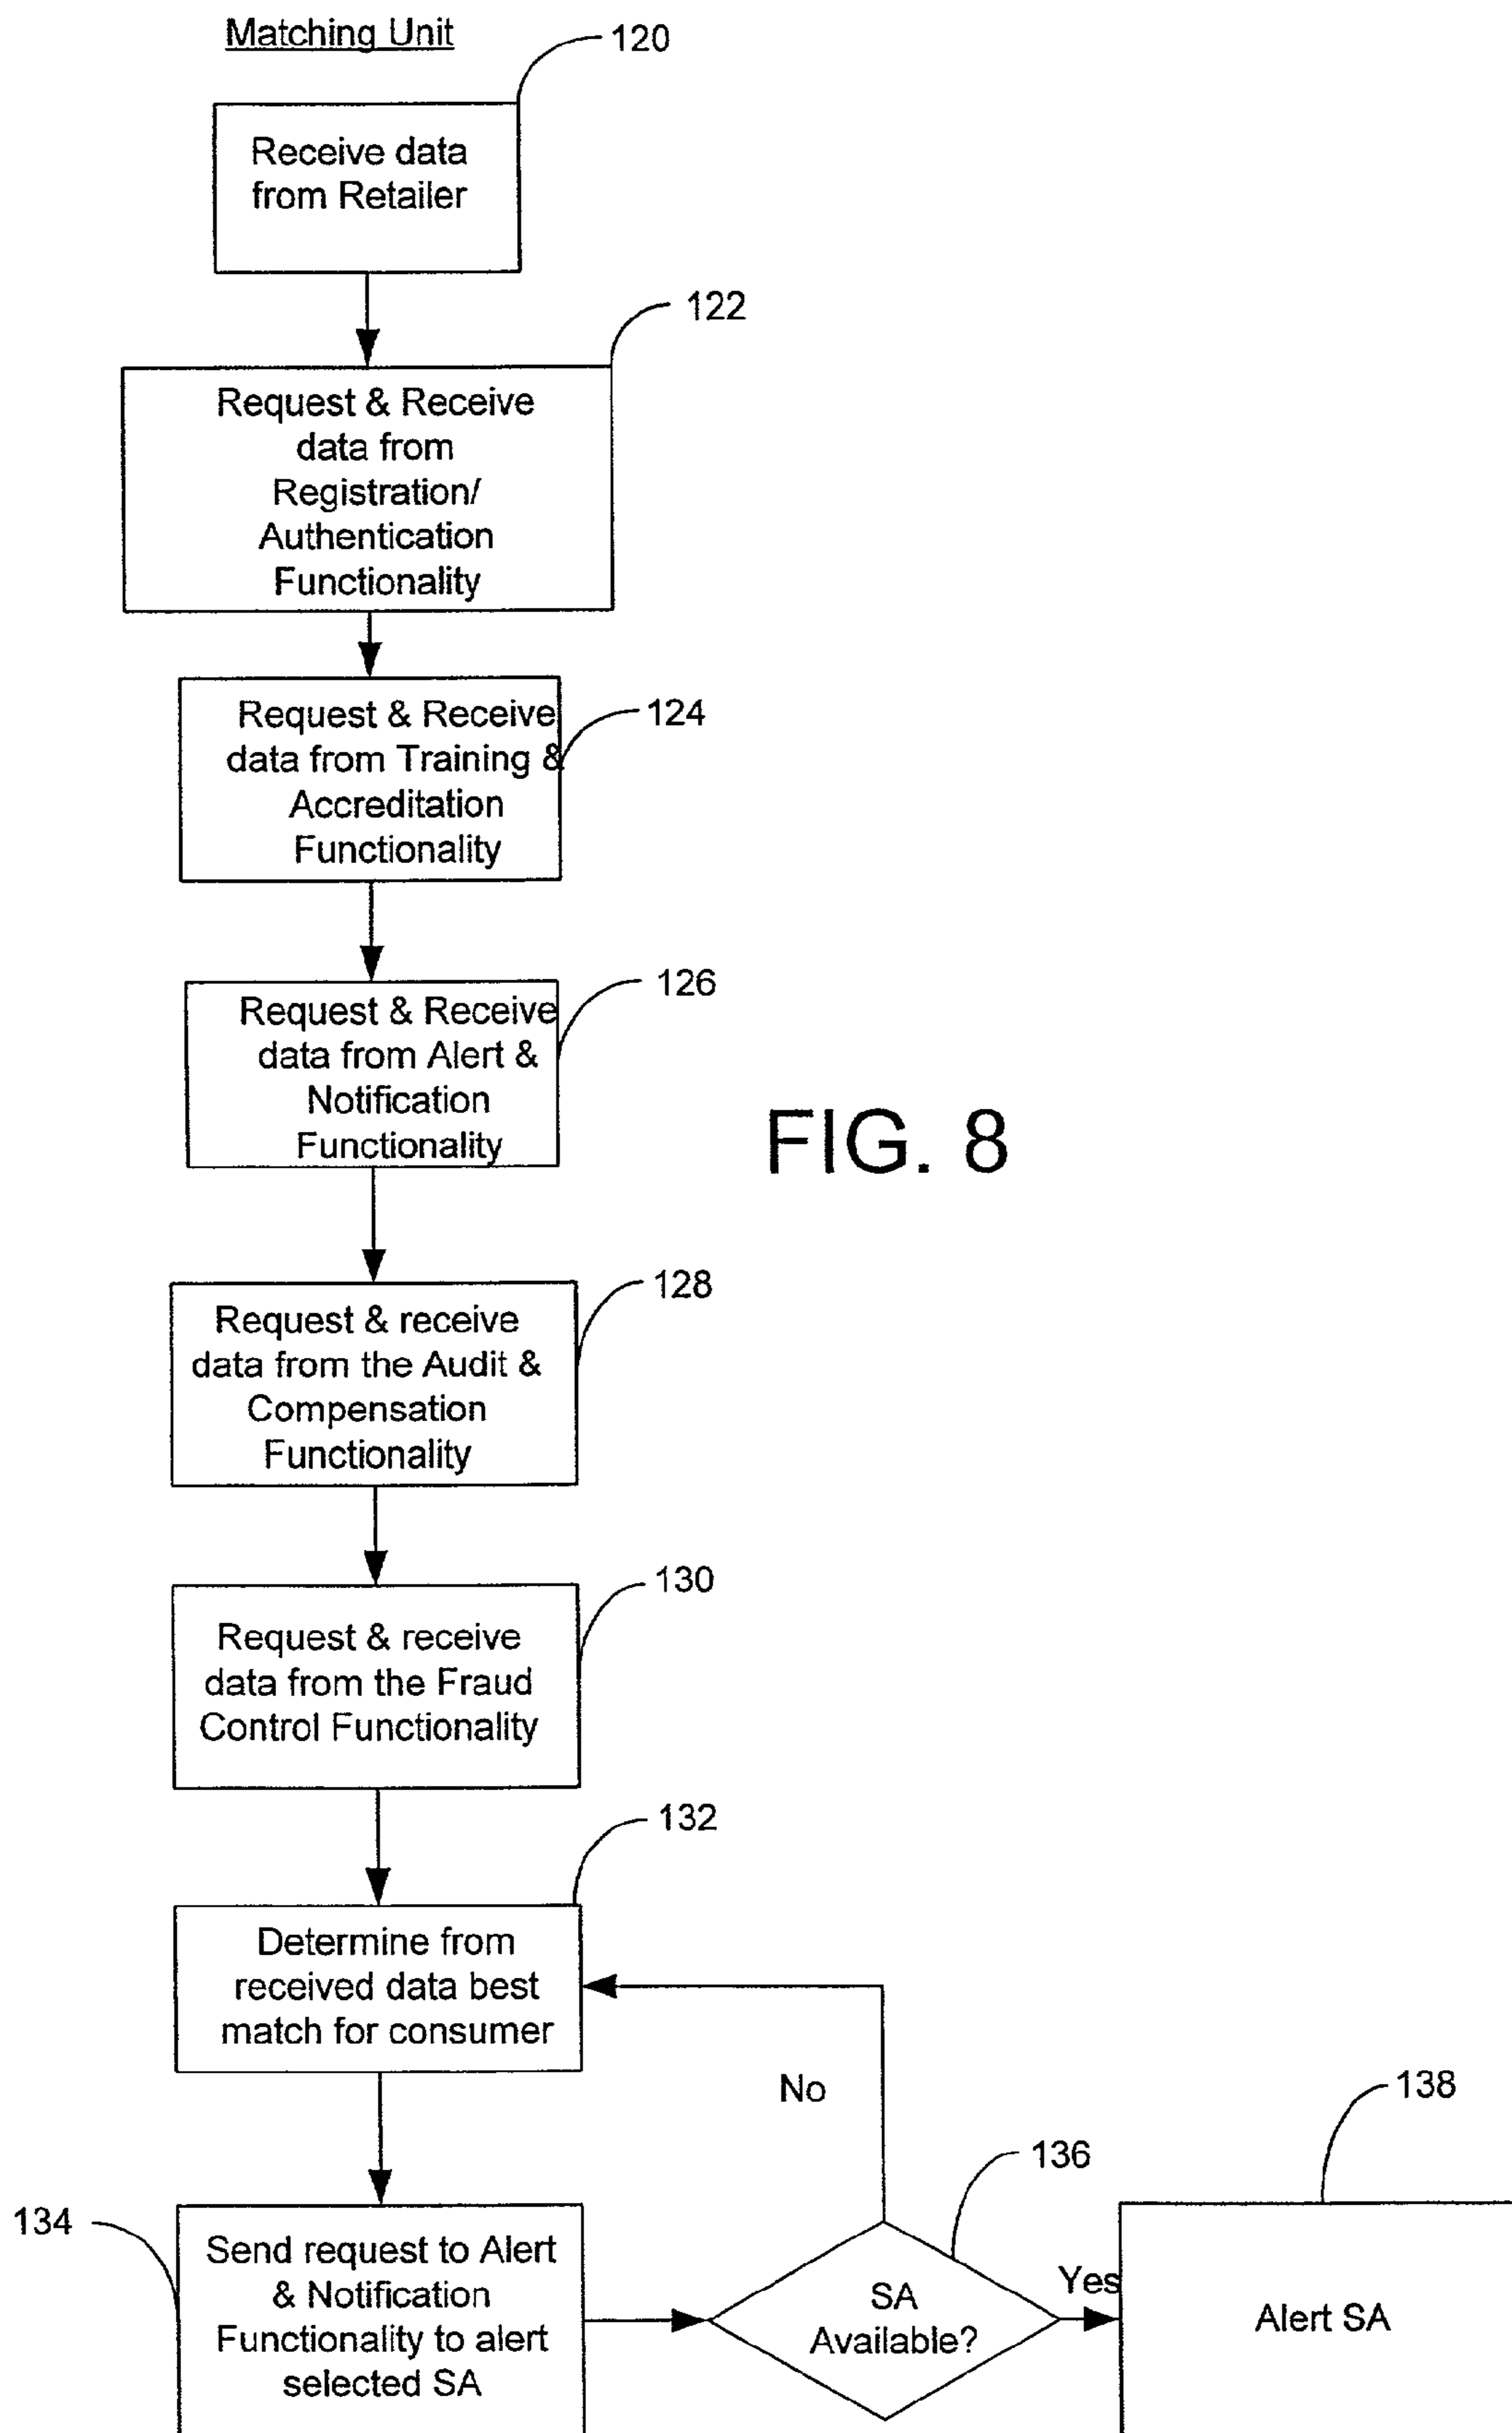 Matching Unit
120
Receive data
from Retailer
122
Request & Receive
data from
Registration/
Authentication
Functionality
Request & Receive
data from Training &
Accreditation
Functionality
124
126
Request & Receive
data from Alert &
Notification
Functionality
FIG. 8
128
Request & receive
data from the Audit &
Compensation
Functionality
130
Request & receive
data from the Fraud
Control Functionality
132
Determine from
received data best
match for consumer
No
138
136
134
Send request to Alert
& Notification
Functionality to alert
selected SA
SA
Available?
Yes
Alert SA